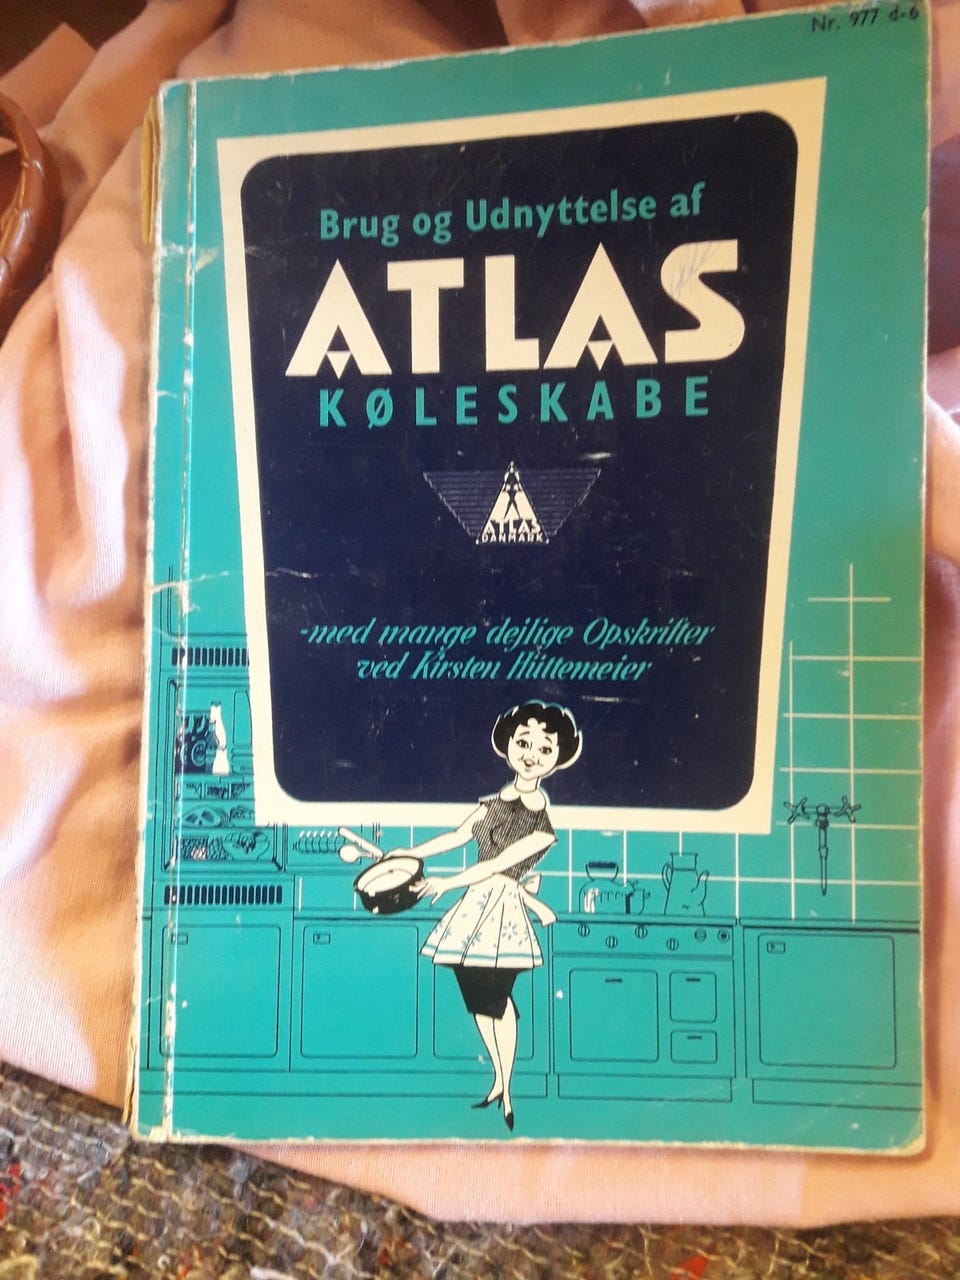 Nr. 977 d-6
Brug og Udnyttelse af
ATLAS
KØLESKABE
ATLAS
DANMARK
-med mange dejlige Opskrifter
ved Kirsten Hüttemeier